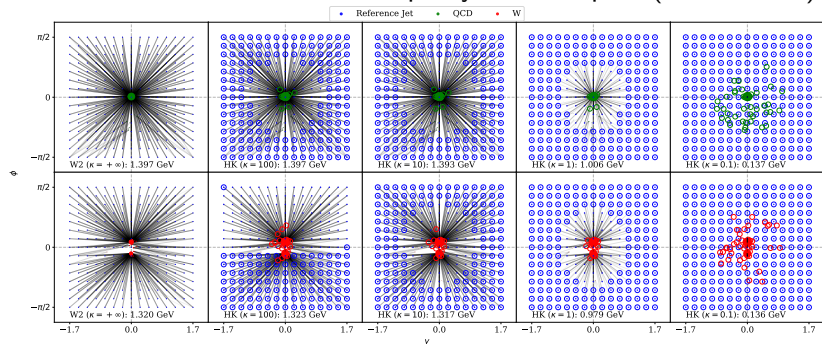 Reference Jet QCD W
π/2
0
−π/2
W2 (κ = +∞): 1.397 GeV
HK (κ = 100): 1.397 GeV
HK (κ = 10): 1.393 GeV
HK (κ = 1): 1.006 GeV
HK (κ = 0.1): 0.137 GeV
ϕ
π/2
0
−π/2
W2 (κ = +∞): 1.320 GeV
HK (κ = 100): 1.323 GeV
HK (κ = 10): 1.317 GeV
HK (κ = 1): 0.979 GeV
HK (κ = 0.1): 0.136 GeV
−1.7 0.0 1.7 −1.7 0.0 1.7 −1.7 0.0 1.7 −1.7 0.0 1.7 −1.7 0.0 1.7
y